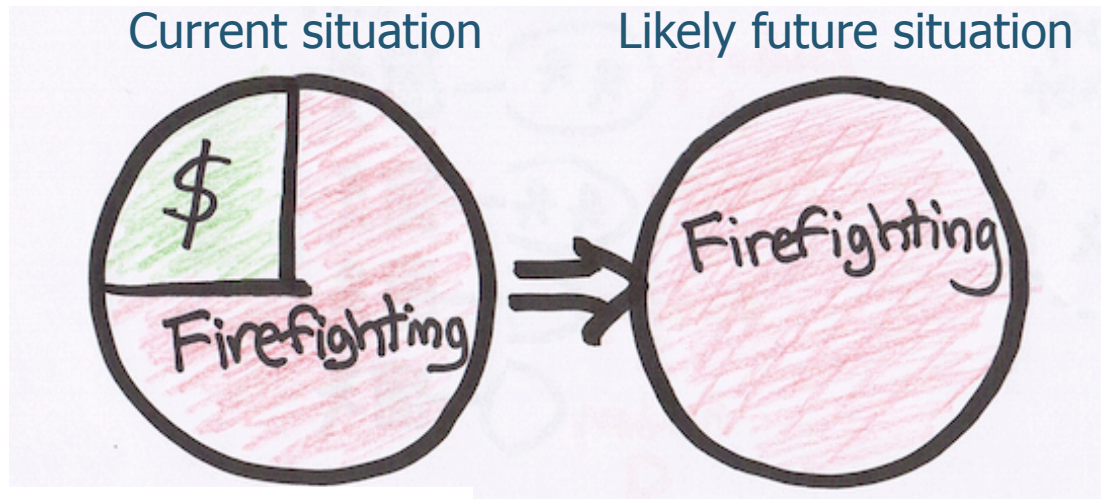 Current situation
Likely future situation
$
Firefighting
Firefighting